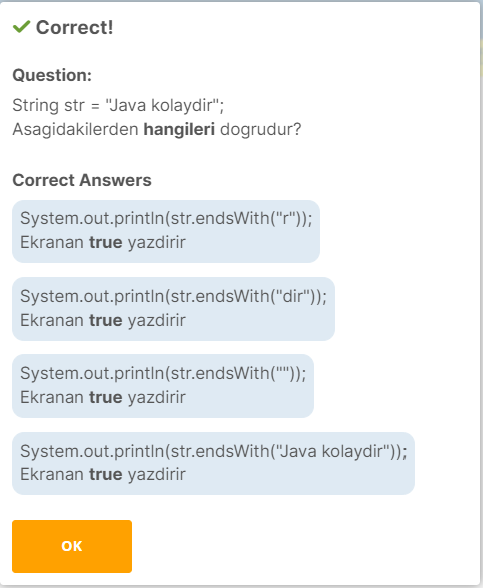 Correct!
Question:
String str = "Java kolaydir";
Asagidakilerden hangileri dogrudur?
Correct Answers
System.out.println(str.endsWith("r"));
Ekranan true yazdirir
System.out.println(str.endsWith("dir"));
Ekranan true yazdirir
System.out.println(str.endsWith(""));
Ekranan true yazdirir
System.out.println(str.endsWith("Java kolaydir"));
Ekranan true yazdirir
OK